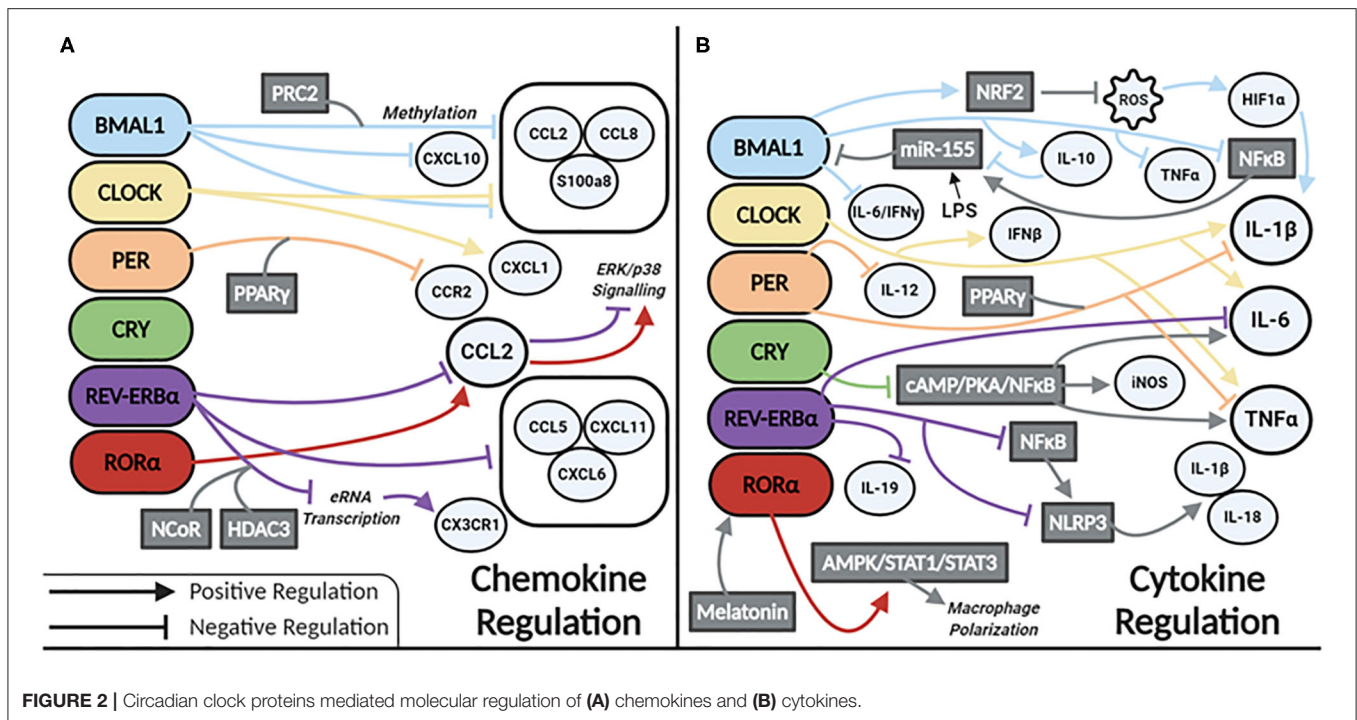 A
PRC2
Methylation
BMAL1
CXCL10
CCL2
CCL8
S100a8
CLOCK
PER
PPARγ
CCR2
CXCL1
ERK/p38
Signalling
CRY
CCL2
REV-ERBα
RORα
CCL5
CXCL11
CXCL6
eRNA
Transcription
CX3CR1
NCoR
HDAC3
Positive Regulation
Negative Regulation
Chemokine
Regulation
B
NRF2
ROS
HIF1α
BMAL1
miR-155
IL-10
TNFα
NFκB
LPS
IL-6/IFNγ
CLOCK
IFNβ
IL-1β
PER
IL-12
PPARγ
IL-6
CRY
cAMP/PKA/NFκB
iNOS
REV-ERBα
TNFα
NFκB
IL-1β
RORα
IL-19
NLRP3
IL-18
AMPK/STAT1/STAT3
Melatonin
Macrophage
Polarization
Cytokine
Regulation
FIGURE 2 | Circadian clock proteins mediated molecular regulation of (A) chemokines and (B) cytokines.